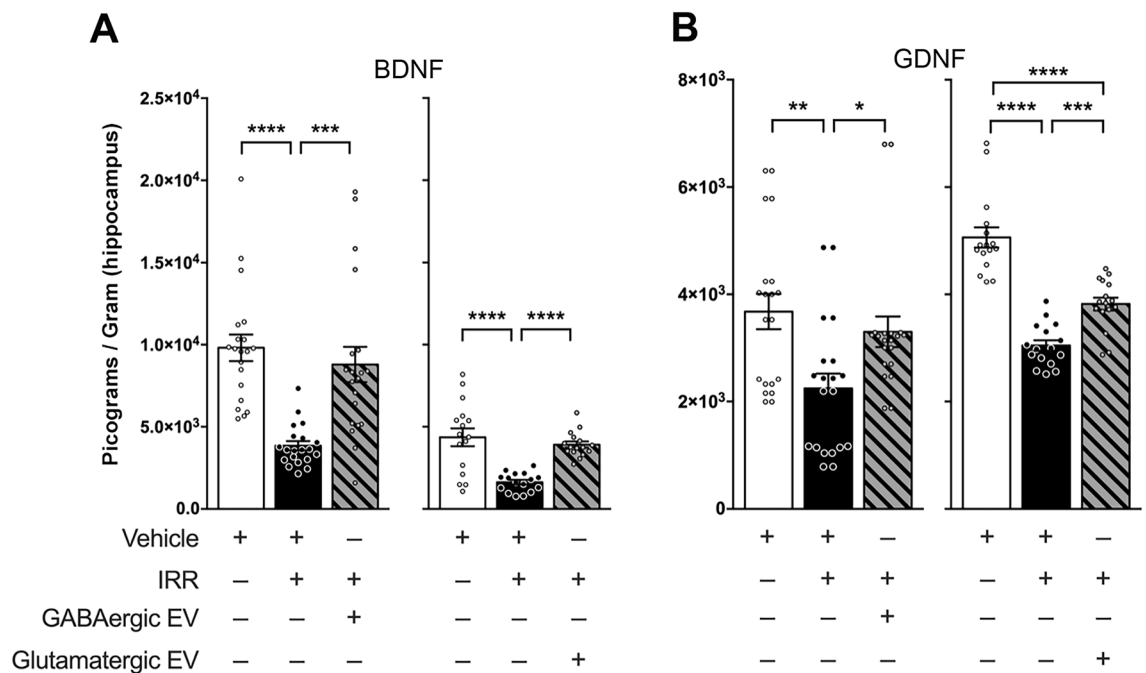 A
B
BDNF
GDNF
Picograms / Gram (hippocampus)
2.5×10⁴
2.0×10⁴
1.5×10⁴
1.0×10⁴
5.0×10³
0.0
**** ***
**** ****
8×10³
6×10³
4×10³
2×10³
0
** *
****
**** ***
Vehicle + + – + + – + + – + + –
IRR – + + – + + – + + – + +
GABAergic EV – – + – – – – – + – – –
Glutamatergic EV – – – – – + – – – – – +